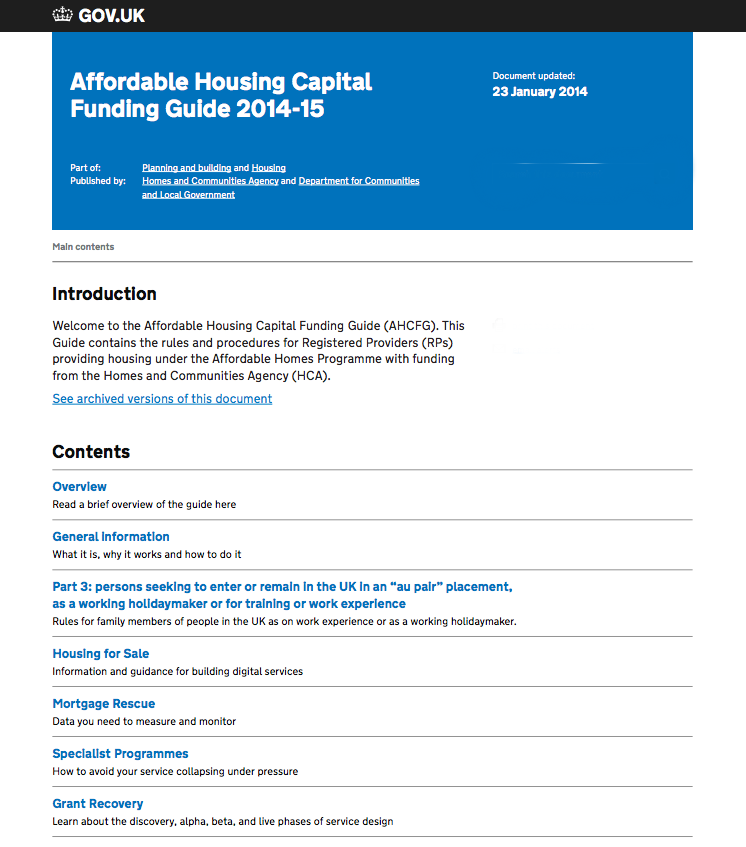 GOV.UK
Affordable Housing Capital
Funding Guide 2014-15
Document updated:
23 January 2014
Part of: Planning and building and Housing
Published by: Homes and Communities Agency and Department for Communities
and Local Government
Main contents
Introduction
Welcome to the Affordable Housing Capital Funding Guide (AHCFG). This
Guide contains the rules and procedures for Registered Providers (RPs)
providing housing under the Affordable Homes Programme with funding
from the Homes and Communities Agency (HCA).
See archived versions of this document
Contents
Overview
Read a brief overview of the guide here
General Information
What it is, why it works and how to do it
Part 3: persons seeking to enter or remain in the UK in an “au pair” placement,
as a working holidaymaker or for training or work experience
Rules for family members of people in the UK as on work experience or as a working holidaymaker.
Housing for Sale
Information and guidance for building digital services
Mortgage Rescue
Data you need to measure and monitor
Specialist Programmes
How to avoid your service collapsing under pressure
Grant Recovery
Learn about the discovery, alpha, beta, and live phases of service design